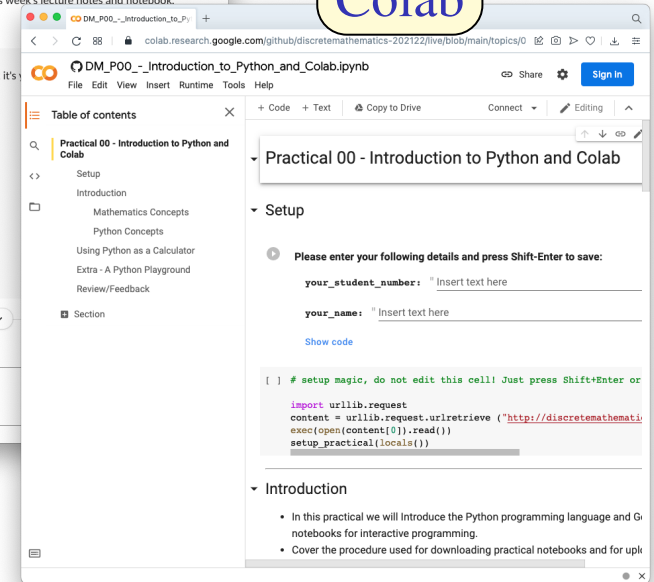 s week's lecture notes and notebook.
Colab
DM_P00_-_Introduction_to_Py
colab.research.google.com/github/discretemathematics-202122/live/blob/main/topics/0
it's
DM_P00_-_Introduction_to_Python_and_Colab.ipynb
File Edit View Insert Runtime Tools Help
Share
Sign in
Table of contents
+ Code + Text Copy to Drive Connect Editing
Practical 00 - Introduction to Python and
Colab
Setup
Introduction
Mathematics Concepts
Python Concepts
Using Python as a Calculator
Extra - A Python Playground
Review/Feedback
Section
Practical 00 - Introduction to Python and Colab
Setup
Please enter your following details and press Shift-Enter to save:
your_student_number: " Insert text here
your_name: " Insert text here
Show code
[ ] # setup magic, do not edit this cell! Just press Shift+Enter or
import urllib.request
content = urllib.request.urlretrieve ("http://discretemathemati
exec(open(content[0]).read())
setup_practical(locals())
Introduction
• In this practical we will Introduce the Python programming language and G
notebooks for interactive programming.
• Cover the procedure used for downloading practical notebooks and for uplo